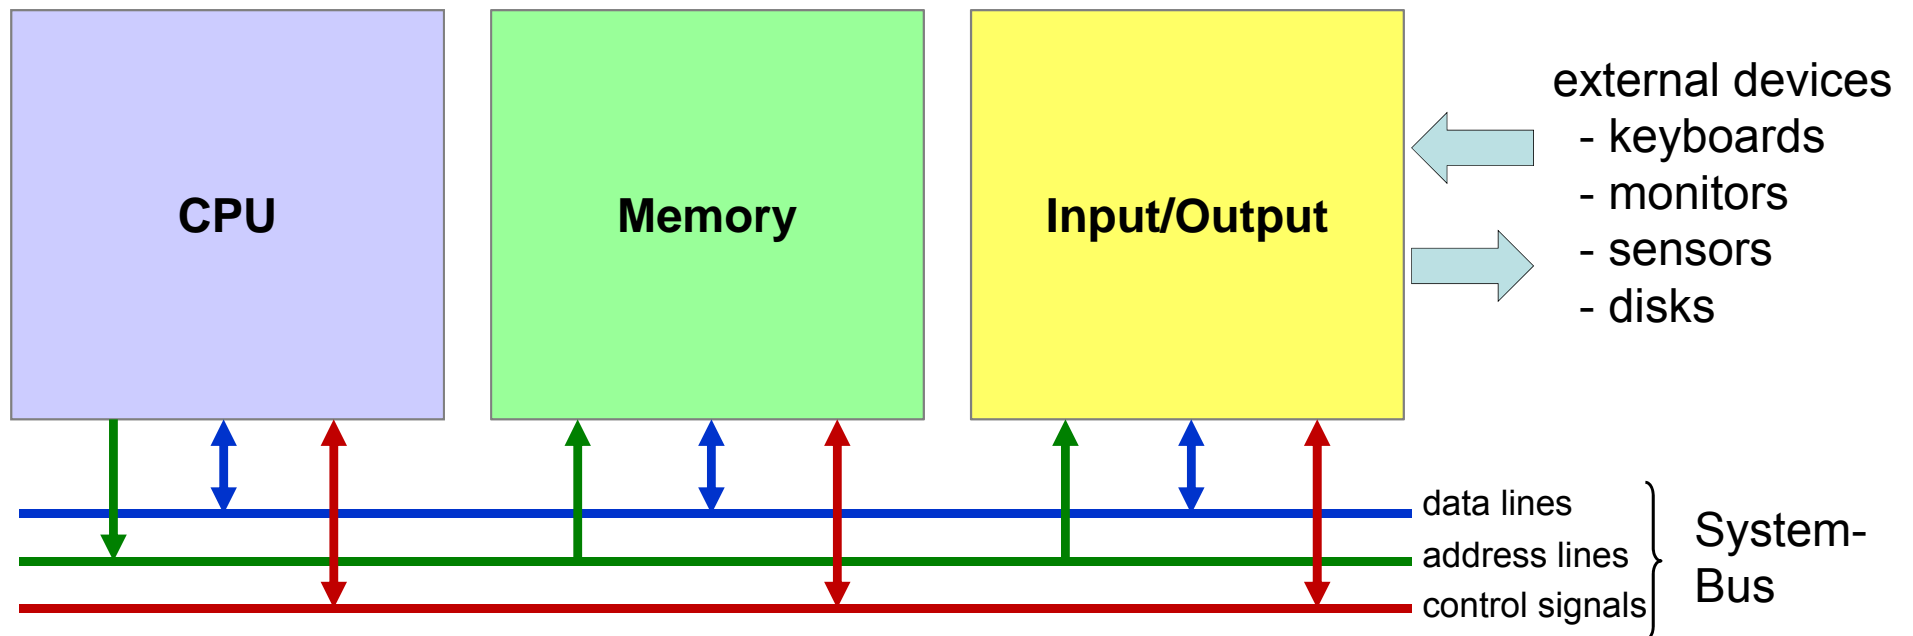 CPU
Memory
Input/Output
external devices
- keyboards
- monitors
- sensors
- disks
data lines
address lines
control signals
System-
Bus